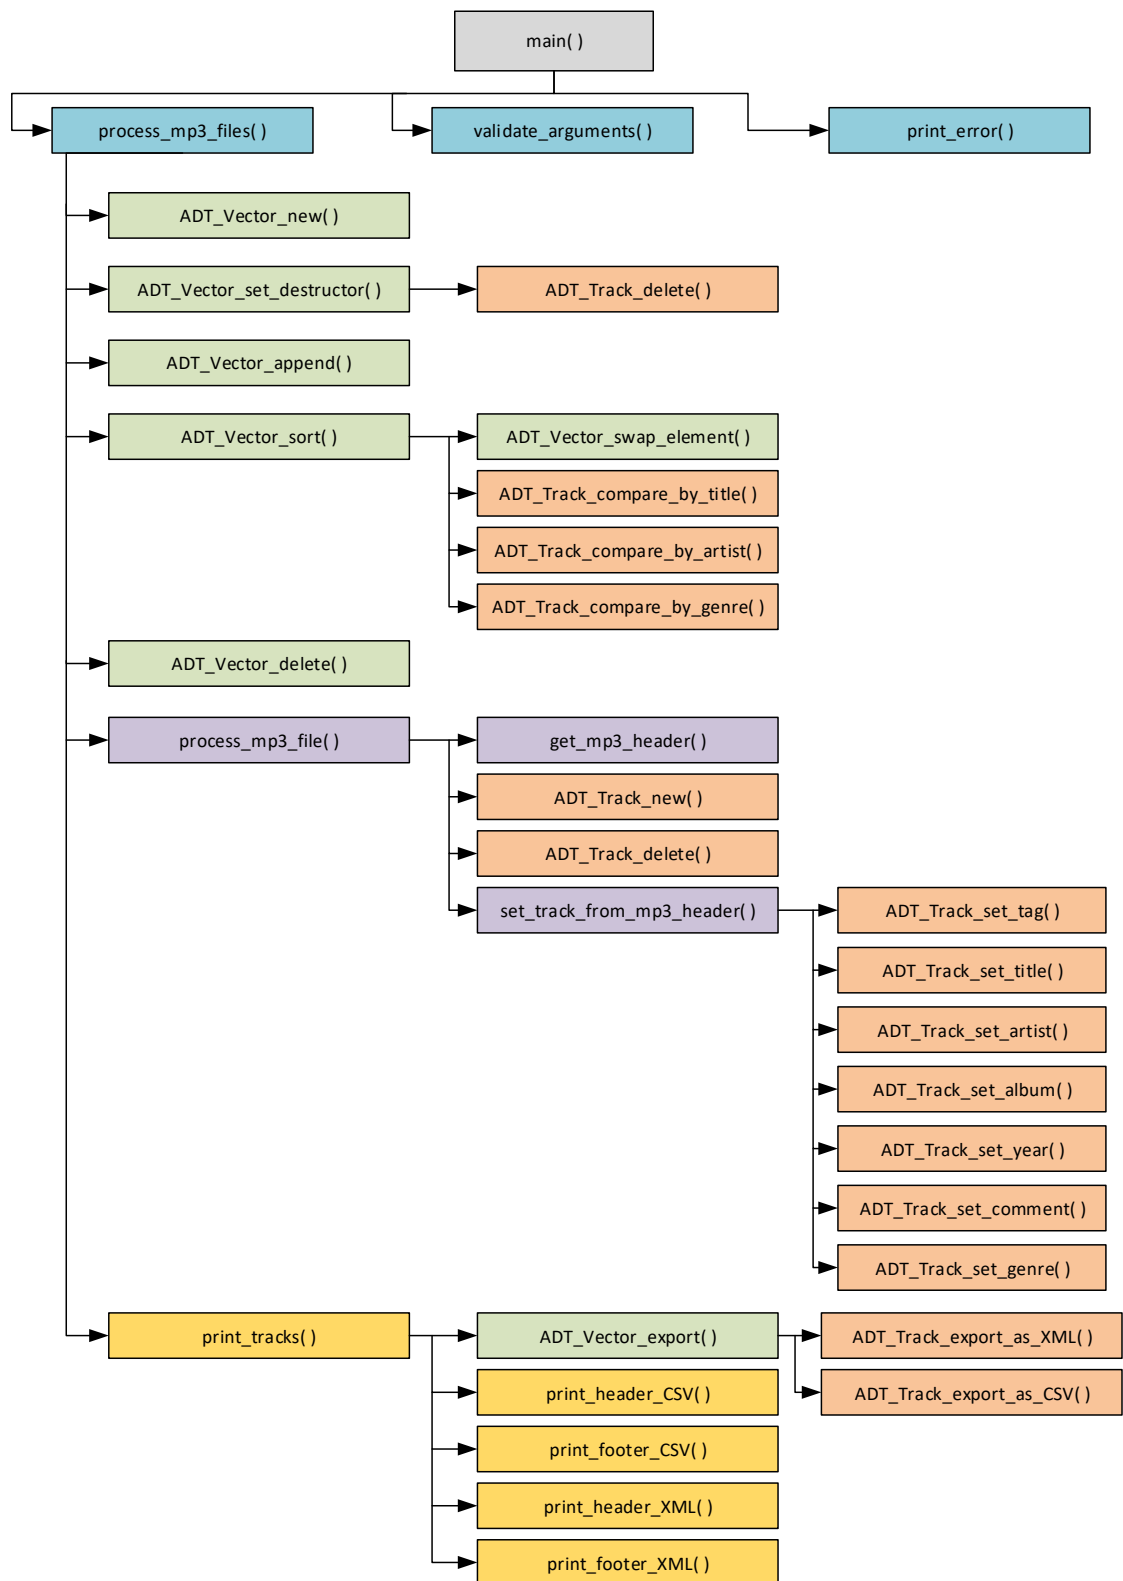 main( )
process_mp3_files( )
validate_arguments( )
print_error( )
ADT_Vector_new( )
ADT_Vector_set_destructor( )
ADT_Track_delete( )
ADT_Vector_append( )
ADT_Vector_sort( )
ADT_Vector_swap_element( )
ADT_Track_compare_by_title( )
ADT_Track_compare_by_artist( )
ADT_Track_compare_by_genre( )
ADT_Vector_delete( )
process_mp3_file( )
get_mp3_header( )
ADT_Track_new( )
ADT_Track_delete( )
set_track_from_mp3_header( )
ADT_Track_set_tag( )
ADT_Track_set_title( )
ADT_Track_set_artist( )
ADT_Track_set_album( )
ADT_Track_set_year( )
ADT_Track_set_comment( )
ADT_Track_set_genre( )
print_tracks( )
ADT_Vector_export( )
ADT_Track_export_as_XML( )
print_header_CSV( )
ADT_Track_export_as_CSV( )
print_footer_CSV( )
print_header_XML( )
print_footer_XML( )